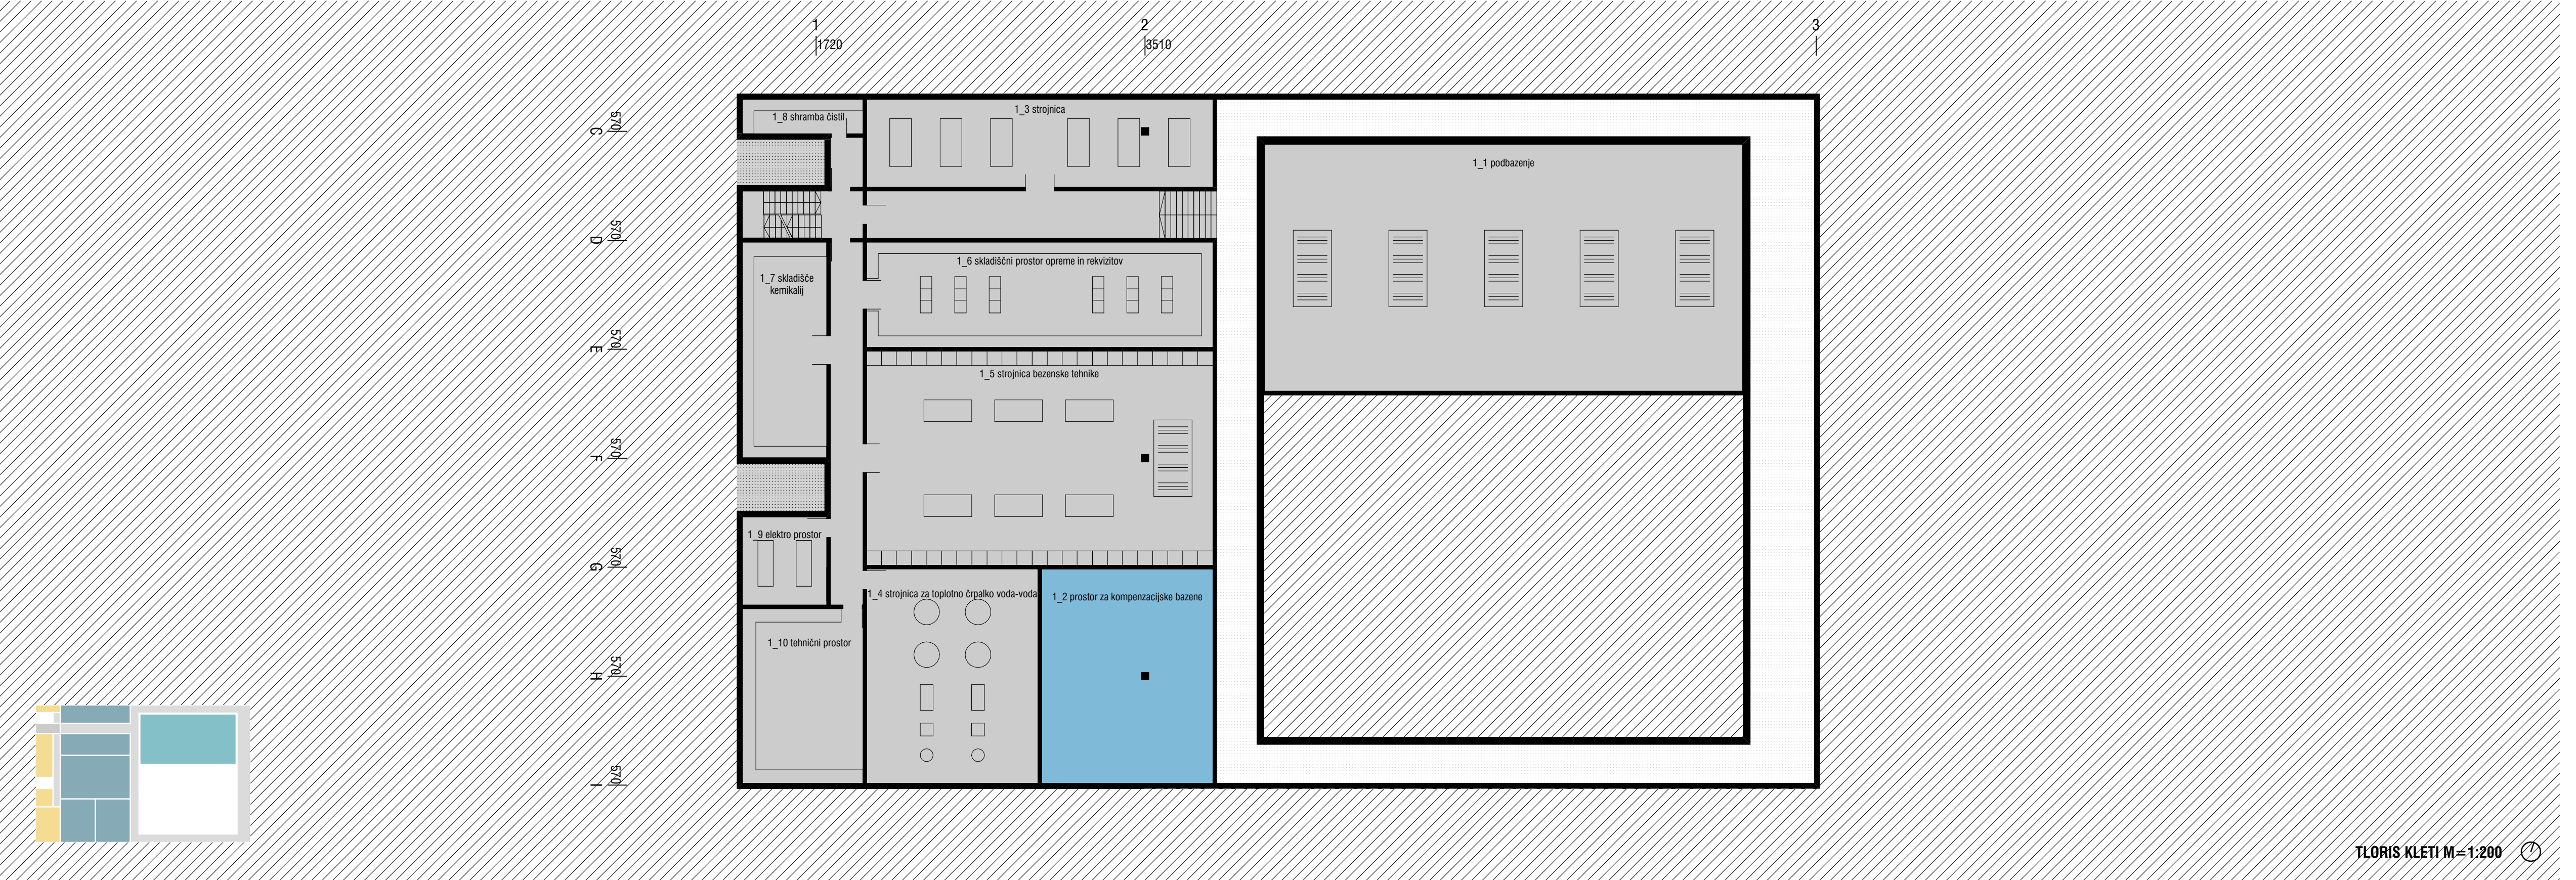 1
2
3
1720
3510
C
570
D
570
E
570
F
570
G
570
H
570
I
570
1_8 shramba čistil
1_3 strojnica
1_1 podbazenje
1_7 skladišče
kemikalij
1_6 skladiščni prostor opreme in rekvizitov
1_5 strojnica bezenske tehnike
1_9 elektro prostor
1_4 strojnica za toplotno črpalko voda-voda
1_2 prostor za kompenzacijske bazene
1_10 tehnični prostor
TLORIS KLETI M=1:200